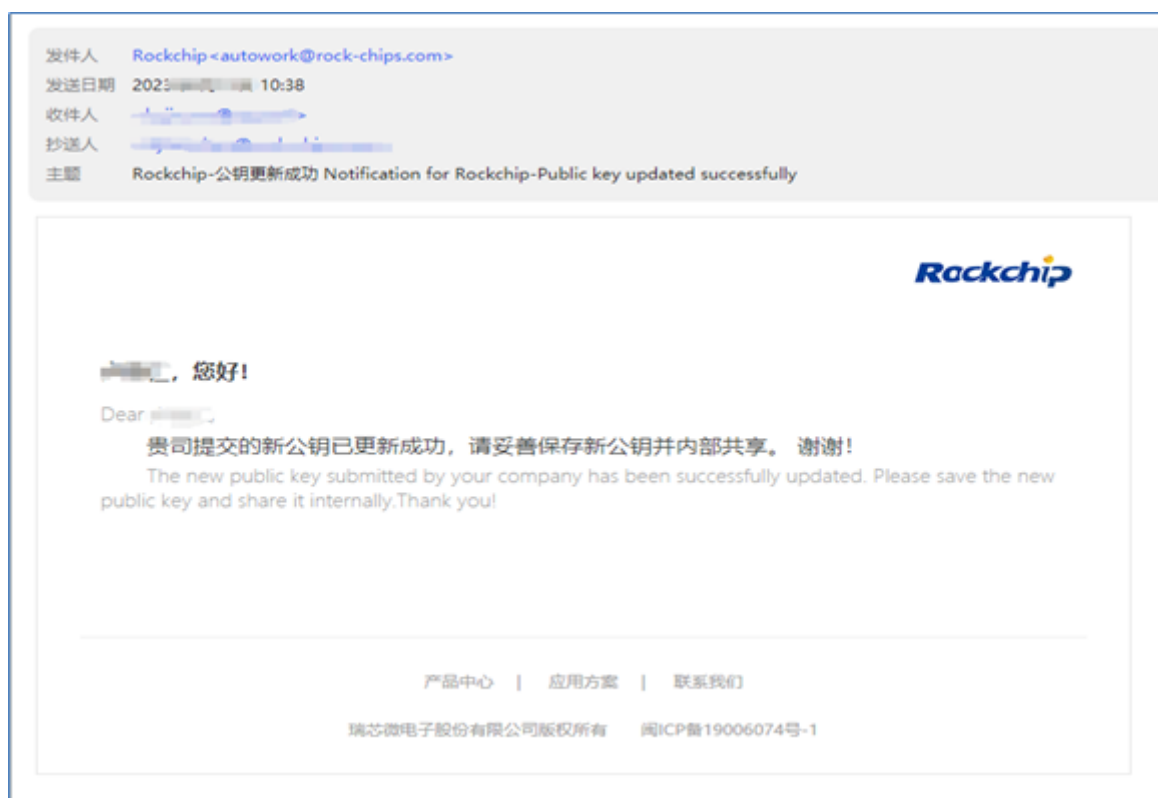 发件人 Rockchip<autowork@rock-chips.com>
发送日期 2023 10:38
收件人
抄送人
主题 Rockchip-公钥更新成功 Notification for Rockchip-Public key updated successfully
Rockchip
，您好!
Dear
贵司提交的新公钥已更新成功，请妥善保存新公钥并内部共享。 谢谢!
The new public key submitted by your company has been successfully updated. Please save the new
public key and share it internally.Thank you!
产品中心 | 应用方案 | 联系我们
瑞芯微电子股份有限公司版权所有 闽ICP备19006074号-1